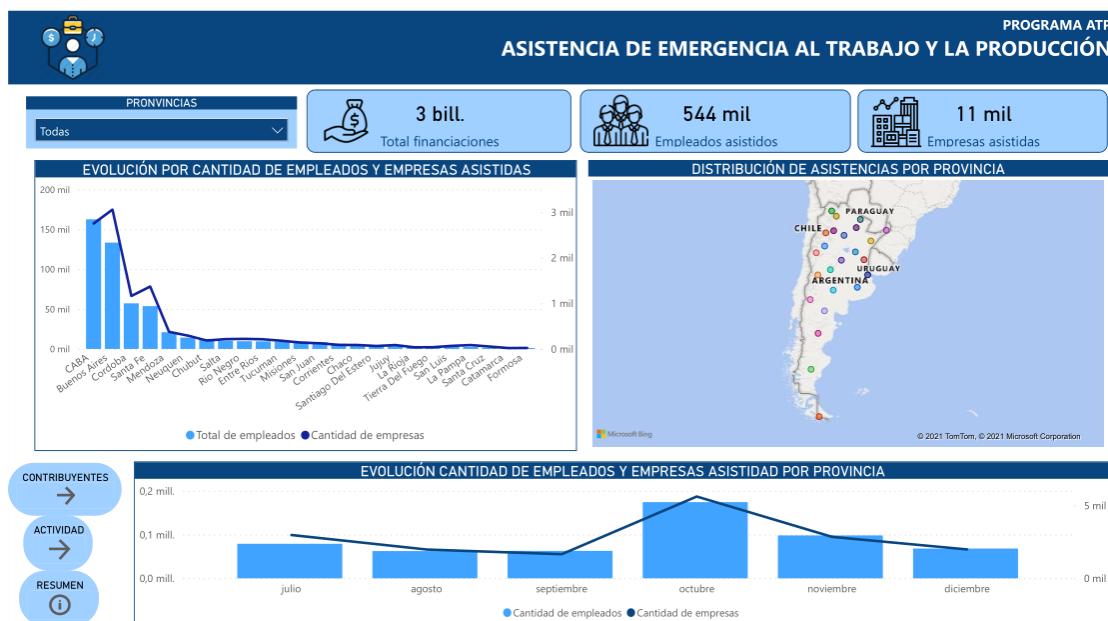 PROGRAMA ATP
ASISTENCIA DE EMERGENCIA AL TRABAJO Y LA PRODUCCIÓN
PRONVINCIAS
Todas
3 bill.
Total financiaciones
544 mil
Empleados asistidos
11 mil
Empresas asistidas
EVOLUCIÓN POR CANTIDAD DE EMPLEADOS Y EMPRESAS ASISTIDAS
200 mil
150 mil
100 mil
50 mil
0 mil
3 mil
2 mil
1 mil
0 mil
CABA
Buenos Aires
Cordoba
Santa Fe
Mendoza
Neuquen
Chubut
Salta
Rio Negro
Entre Rios
Tucuman
Misiones
San Juan
Corrientes
Chaco
Santiago Del Estero
Jujuy
La Rioja
Tierra Del Fuego
San Luis
La Pampa
Santa Cruz
Catamarca
Formosa
Total de empleados
Cantidad de empresas
DISTRIBUCIÓN DE ASISTENCIAS POR PROVINCIA
PARAGUAY
CHILE
URUGUAY
ARGENTINA
Microsoft Bing
© 2021 TomTom, © 2021 Microsoft Corporation
CONTRIBUYENTES
ACTIVIDAD
RESUMEN
EVOLUCIÓN CANTIDAD DE EMPLEADOS Y EMPRESAS ASISTIDAD POR PROVINCIA
0,2 mill.
0,1 mill.
0,0 mill.
5 mil
0 mil
julio
agosto
septiembre
octubre
noviembre
diciembre
Cantidad de empleados
Cantidad de empresas